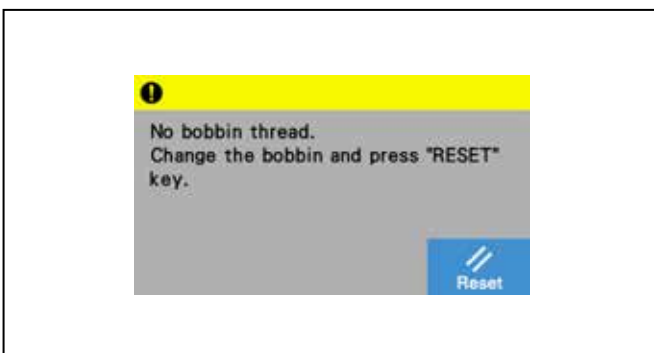 No bobbin thread.
Change the bobbin and press "RESET"
key.
Reset